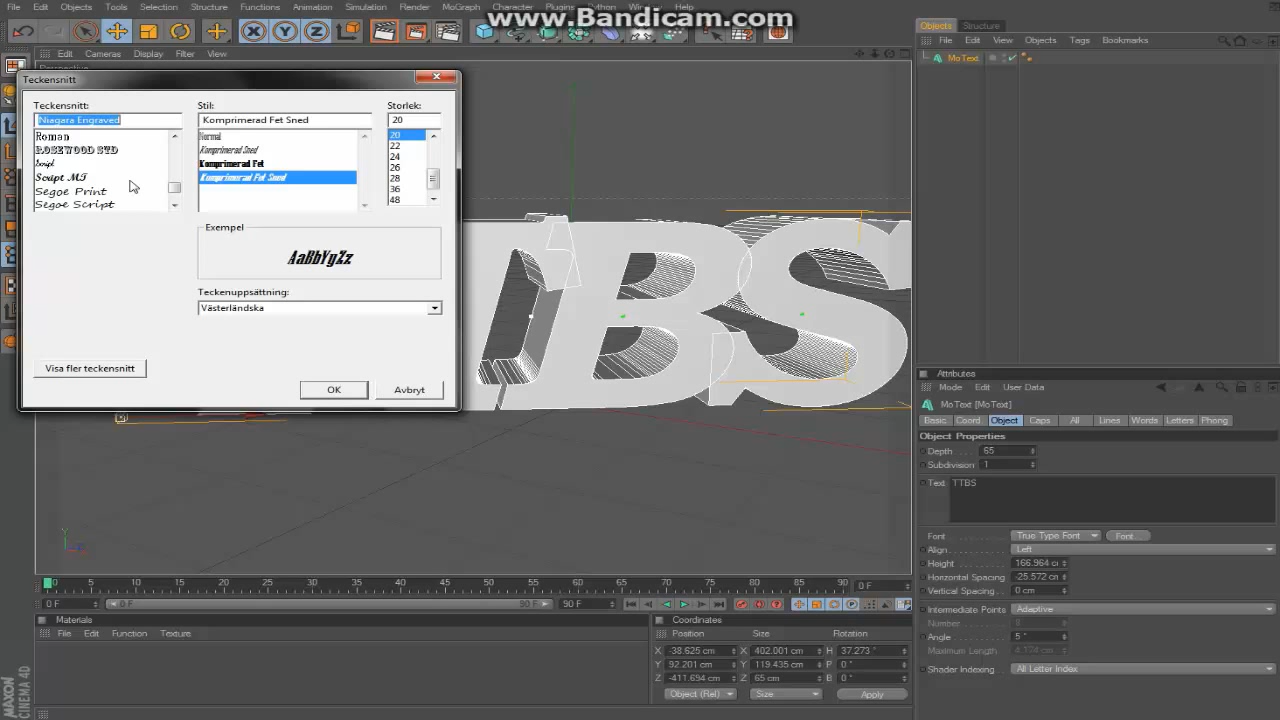 File Edit Objects Tools Selection Structure Functions Animation Simulation Render MoGraph Character Plugins Python Window Help
www.Bandicam.com
Objects Structure
File Edit View Objects Tags Bookmarks
MoText
Edit Cameras Display Filter View
Perspective
Teckensnitt
Teckensnitt: Stil: Storlek:
Niagara Engraved Komprimerad Fet Sned 20
Roman
ROSEWOOD STD
Script
Script MT
Segoe Print
Segoe Script
Normal
Komprimerad Sned
Komprimerad Fet
Komprimerad Fet Sned
20
22
24
26
28
36
48
Exempel
AaBbYyZz
Teckenuppsättning:
Västerländska
Visa fler teckensnitt
OK Avbryt
TBS
Attributes
Mode Edit User Data
MoText [MoText]
Basic Coord Object Caps All Lines Words Letters Phong
Object Properties
Depth 65
Subdivision 1
Text TTBS
Font True Type Font Font...
Align Left
Height 166.964 c
Horizontal Spacing -25.572 c
Vertical Spacing 0 cm
Intermediate Points Adaptive
Number 8
Angle 5 °
Maximum Length 4.174 cm
Shader Indexing All Letter Index
0 5 10 15 20 25 30 35 40 45 50 55 60 65 70 75 80 85 90 0 F
0 F 0 F 90 F 90 F
Materials
File Edit Function Texture
Coordinates
Position Size Rotation
X -38.625 cm X 402.001 cm H 37.273 °
Y 92.201 cm Y 119.435 cm P 0 °
Z -411.694 cm Z 65 cm B 0 °
Object (Rel) Size Apply
MAXON
CINEMA 4D